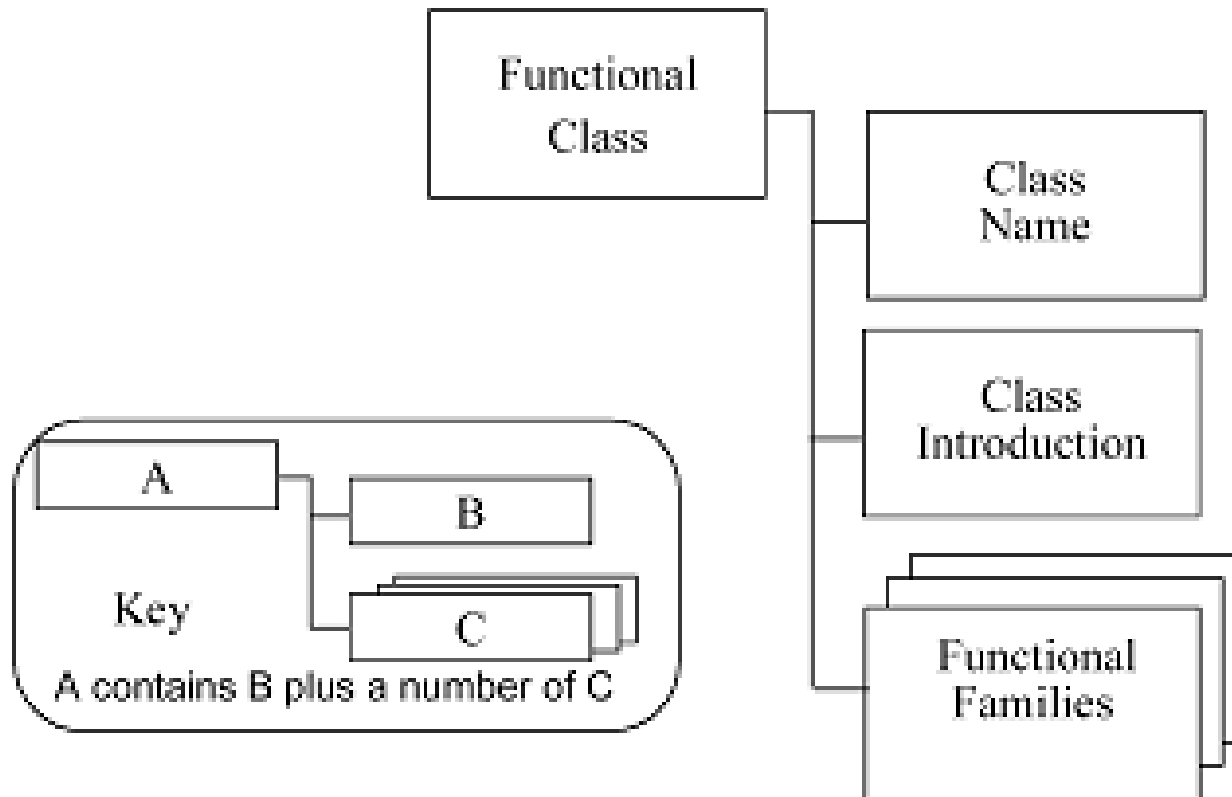 Functional
Class
Class
Name
Class
Introduction
A
B
Key
C
A contains B plus a number of C
Functional
Families